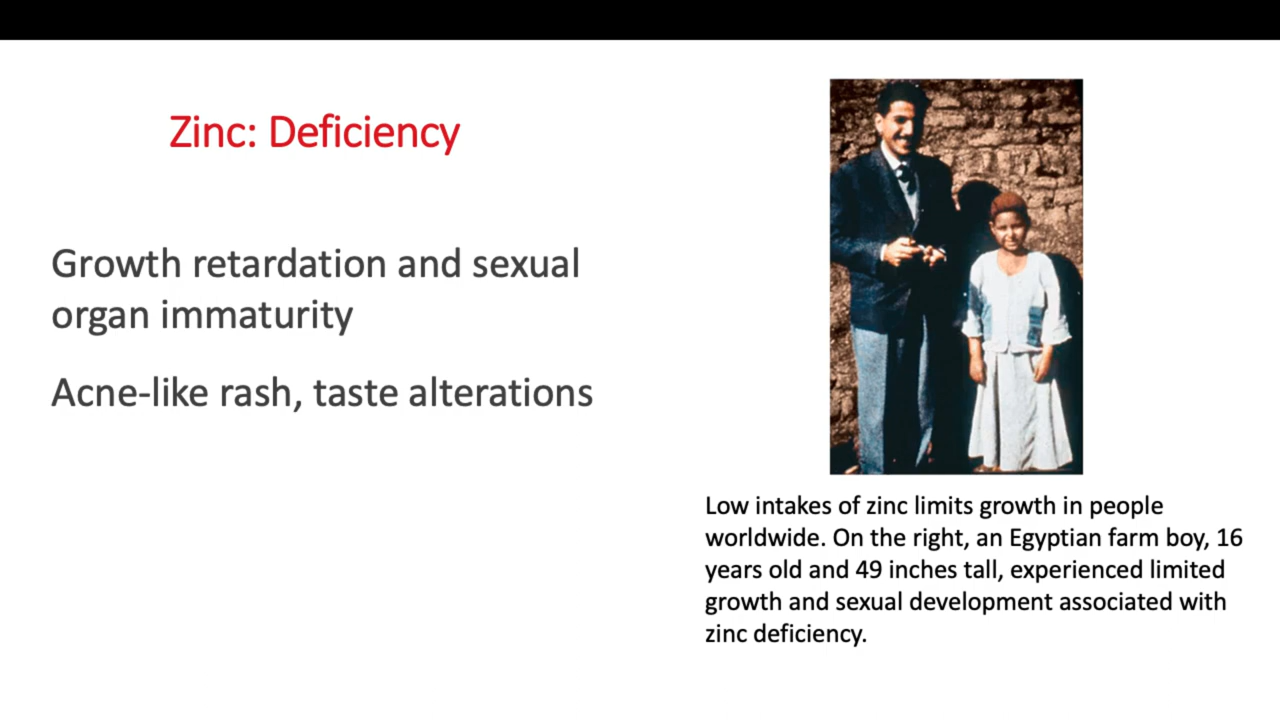 Zinc: Deficiency
Growth retardation and sexual
organ immaturity
Acne-like rash, taste alterations
Low intakes of zinc limits growth in people
worldwide. On the right, an Egyptian farm boy, 16
years old and 49 inches tall, experienced limited
growth and sexual development associated with
zinc deficiency.